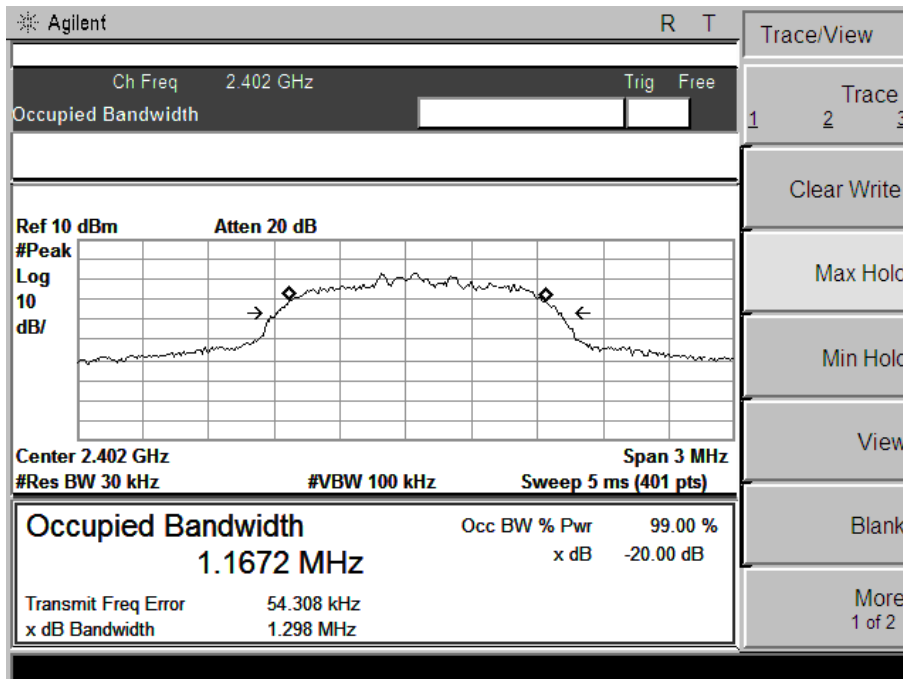 Agilent R T
Ch Freq 2.402 GHz Trig Free
Occupied Bandwidth
Ref 10 dBm Atten 20 dB
#Peak
Log
10
dB/
Center 2.402 GHz Span 3 MHz
#Res BW 30 kHz #VBW 100 kHz Sweep 5 ms (401 pts)
Occupied Bandwidth Occ BW % Pwr 99.00 %
1.1672 MHz x dB -20.00 dB
Transmit Freq Error 54.308 kHz
x dB Bandwidth 1.298 MHz
Trace/View
Trace
1 2 3
Clear Write
Max Hold
Min Hold
View
Blank
More
1 of 2